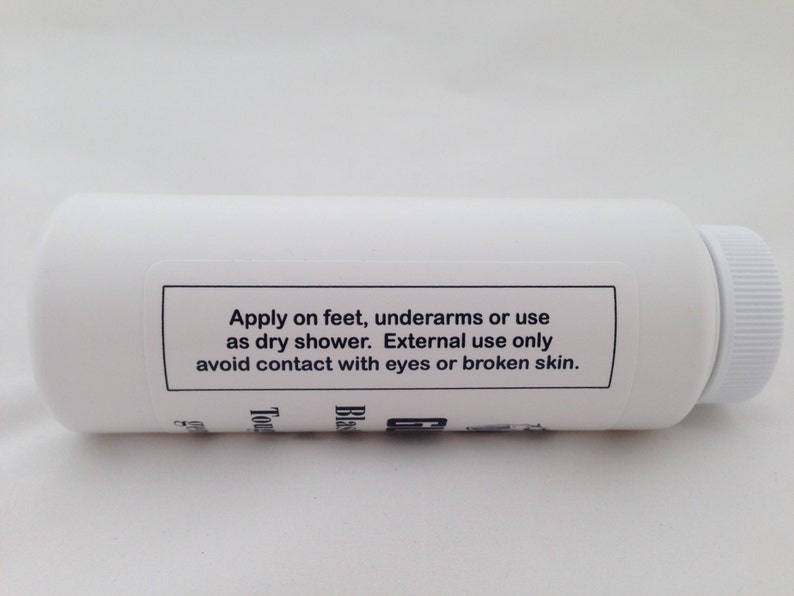 Apply on feet, underarms or use
as dry shower.  External use only
avoid contact with eyes or broken skin.